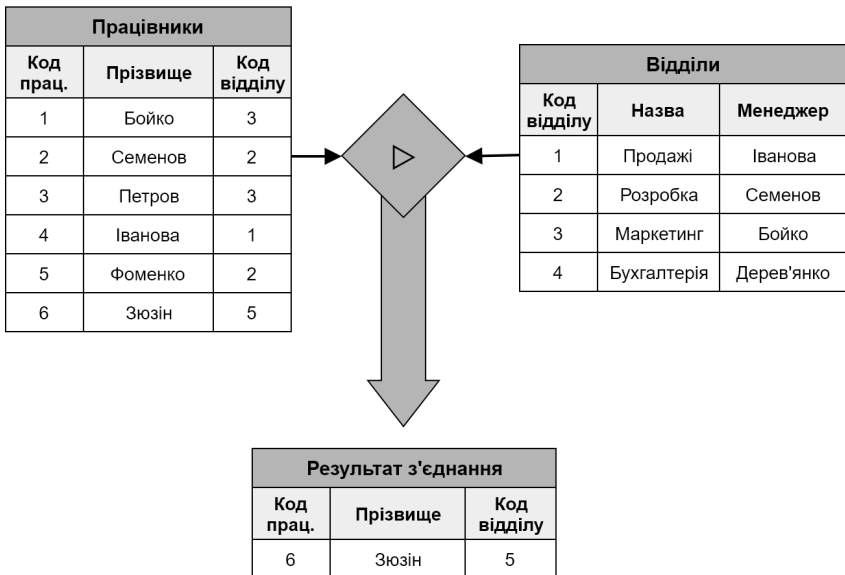 Працівники
Код прац. Прізвище Код відділу
1 Бойко 3
2 Семенов 2
3 Петров 3
4 Іванова 1
5 Фоменко 2
6 Зюзін 5
Відділи
Код відділу Назва Менеджер
1 Продажі Іванова
2 Розробка Семенов
3 Маркетинг Бойко
4 Бухгалтерія Дерев'янко
Результат з'єднання
Код прац. Прізвище Код відділу
6 Зюзін 5